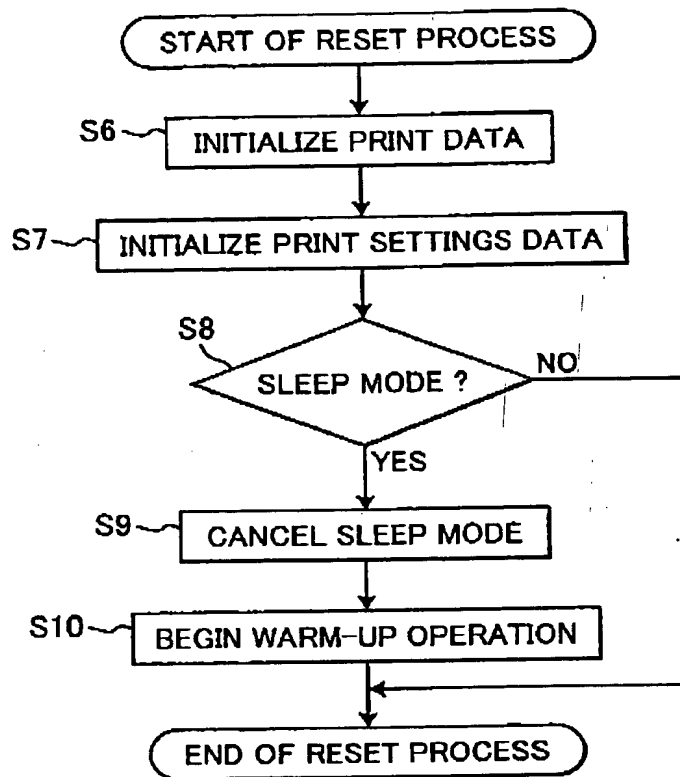 START OF RESET PROCESS
S6
INITIALIZE PRINT DATA
S7
INITIALIZE PRINT SETTINGS DATA
S8
SLEEP MODE ?
NO
YES
S9
CANCEL SLEEP MODE
S10
BEGIN WARM-UP OPERATION
END OF RESET PROCESS